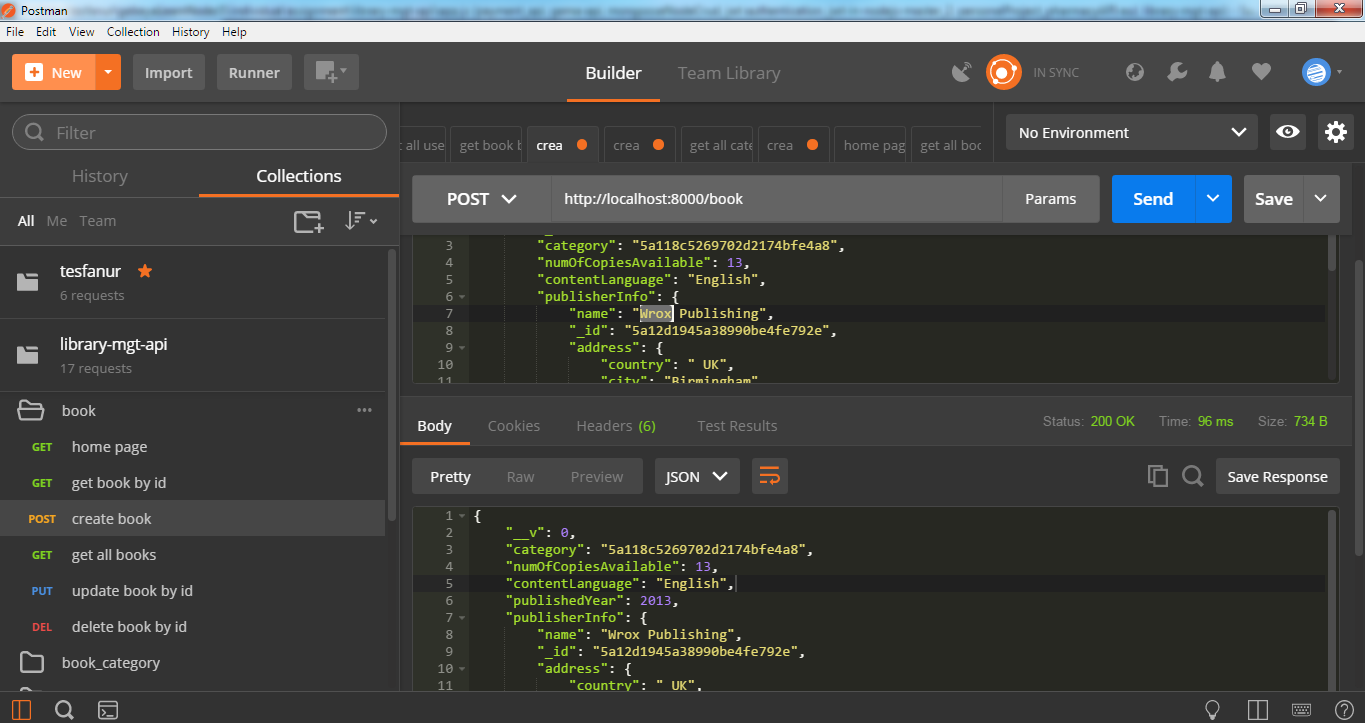 Postman
File Edit View Collection History Help
New Import Runner Builder Team Library IN SYNC
Filter
History Collections
All Me Team
tesfanur
6 requests
library-mgt-api
17 requests
book
GET home page
GET get book by id
POST create book
GET get all books
PUT update book by id
DEL delete book by id
book_category
t all use get book b crea crea get all cate crea home pag get all boo
No Environment
POST http://localhost:8000/book Params Send Save
3 "category": "5a118c5269702d2174bfe4a8",
4 "numOfCopiesAvailable": 13,
5 "contentLanguage": "English",
6 "publisherInfo": {
7 "name": "Wrox Publishing",
8 "_id": "5a12d1945a38990be4fe792e",
9 "address": {
10 "country": " UK",
11 "city": "Birmingham"
Body Cookies Headers (6) Test Results Status: 200 OK Time: 96 ms Size: 734 B
Pretty Raw Preview JSON Save Response
1 {
2 "__v": 0,
3 "category": "5a118c5269702d2174bfe4a8",
4 "numOfCopiesAvailable": 13,
5 "contentLanguage": "English",
6 "publishedYear": 2013,
7 "publisherInfo": {
8 "name": "Wrox Publishing",
9 "_id": "5a12d1945a38990be4fe792e",
10 "address": {
11 "country": " UK",